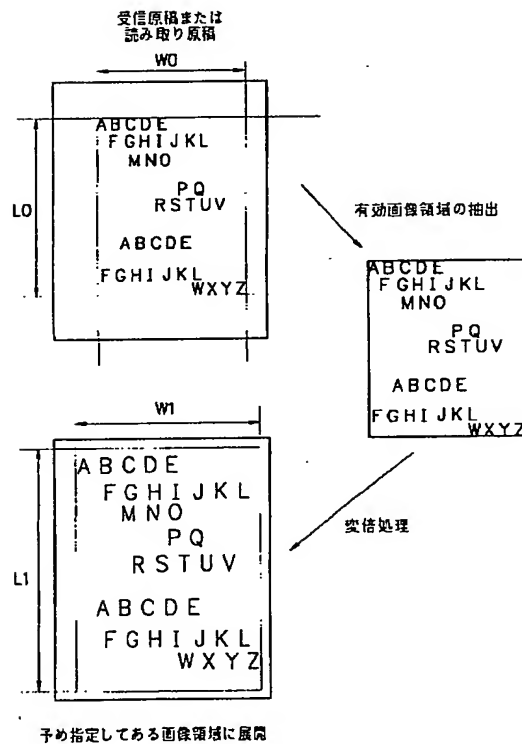 受信原稿または
読み取り原稿
W0
L0
ABCDE
FGHIJKL
MNO
PQ
RSTUV
ABCDE
FGHIJKL
WXYZ
有効画像領域の抽出
ABCDE
FGHIJKL
MNO
PQ
RSTUV
ABCDE
FGHIJKL
WXYZ
変倍処理
W1
L1
ABCDE
FGHIJKL
MNO
PQ
RSTUV
ABCDE
FGHIJKL
WXYZ
予め指定してある画像領域に展開